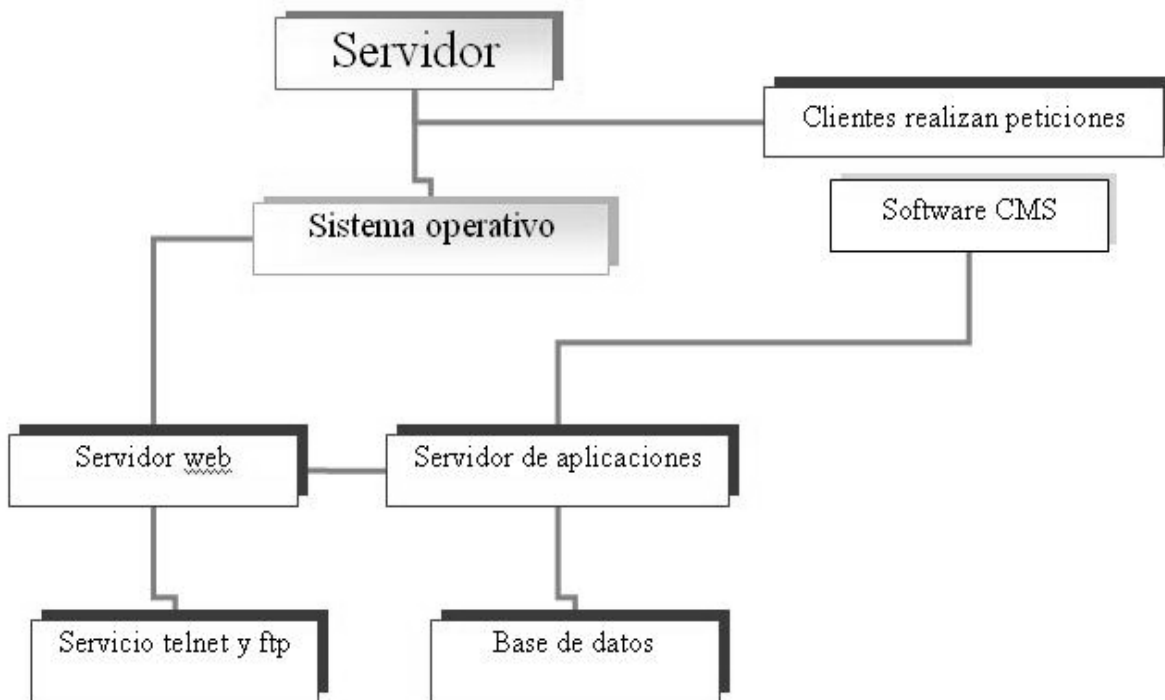 Servidor
Clientes realizan peticiones
Software CMS
Sistema operativo
Servidor web
Servidor de aplicaciones
Servicio telnet y ftp
Base de datos